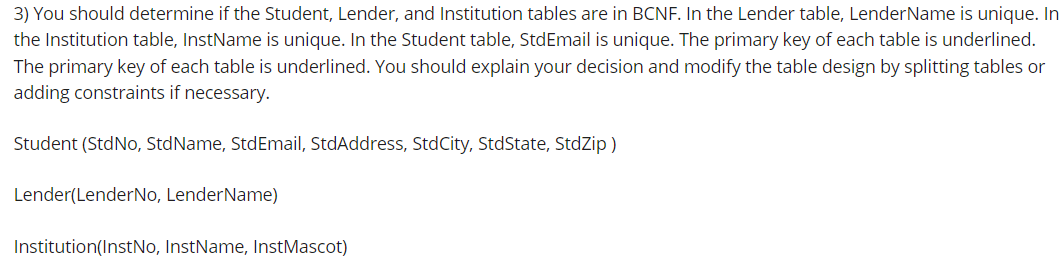 3) You should determine if the Student, Lender, and Institution tables are in BCNF. In the Lender table, LenderName is unique. In
the Institution table, InstName is unique. In the Student table, StdEmail is unique. The primary key of each table is underlined.
The primary key of each table is underlined. You should explain your decision and modify the table design by splitting tables or
adding constraints if necessary.
Student (StdNo, StdName, StdEmail, StdAddress, StdCity, StdState, StdZip )
Lender(LenderNo, LenderName)
Institution(InstNo, InstName, InstMascot)